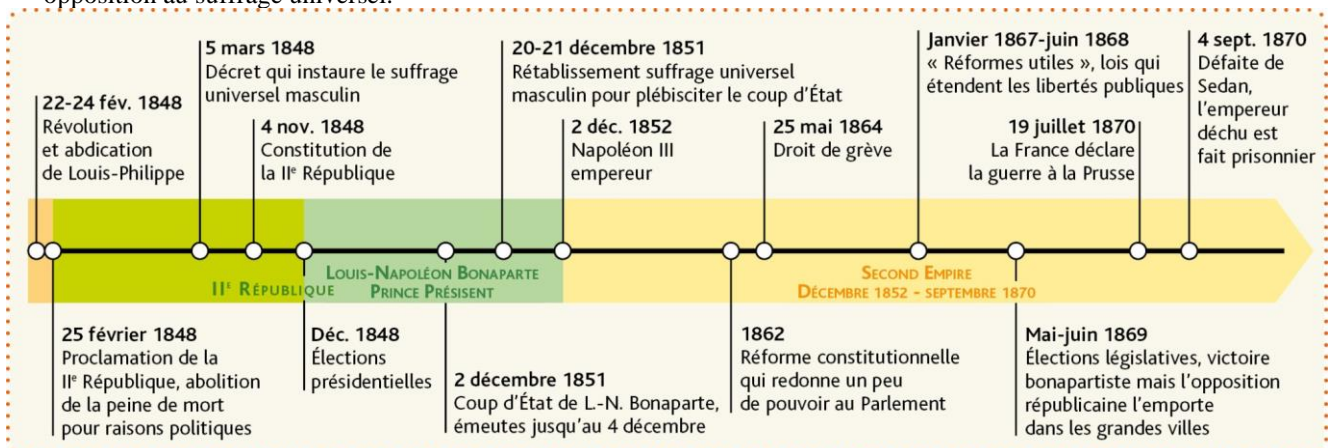 opposition au suffrage universel.
22-24 fév. 1848
Révolution
et abdication
de Louis-Philippe
5 mars 1848
Décret qui instaure le suffrage
universel masculin
4 nov. 1848
Constitution de
la IIe République
20-21 décembre 1851
Rétablissement suffrage universel
masculin pour plébisciter le coup d'État
2 déc. 1852
Napoléon III
empereur
25 mai 1864
Droit de grève
Janvier 1867-juin 1868
« Réformes utiles », lois qui
étendent les libertés publiques
19 juillet 1870
La France déclare
la guerre à la Prusse
4 sept. 1870
Défaite de
Sedan,
l'empereur
déchu est
fait prisonnier
IIE RÉPUBLIQUE
LOUIS-NAPOLÉON BONAPARTE
PRINCE PRÉSISENT
SECOND EMPIRE
DÉCEMBRE 1852 - SEPTEMBRE 1870
25 février 1848
Proclamation de la
IIe République, abolition
de la peine de mort
pour raisons politiques
Déc. 1848
Élections
présidentielles
2 décembre 1851
Coup d'État de L.-N. Bonaparte,
émeutes jusqu'au 4 décembre
1862
Réforme constitutionnelle
qui redonne un peu
de pouvoir au Parlement
Mai-juin 1869
Élections législatives, victoire
bonapartiste mais l'opposition
républicaine l'emporte
dans les grandes villes